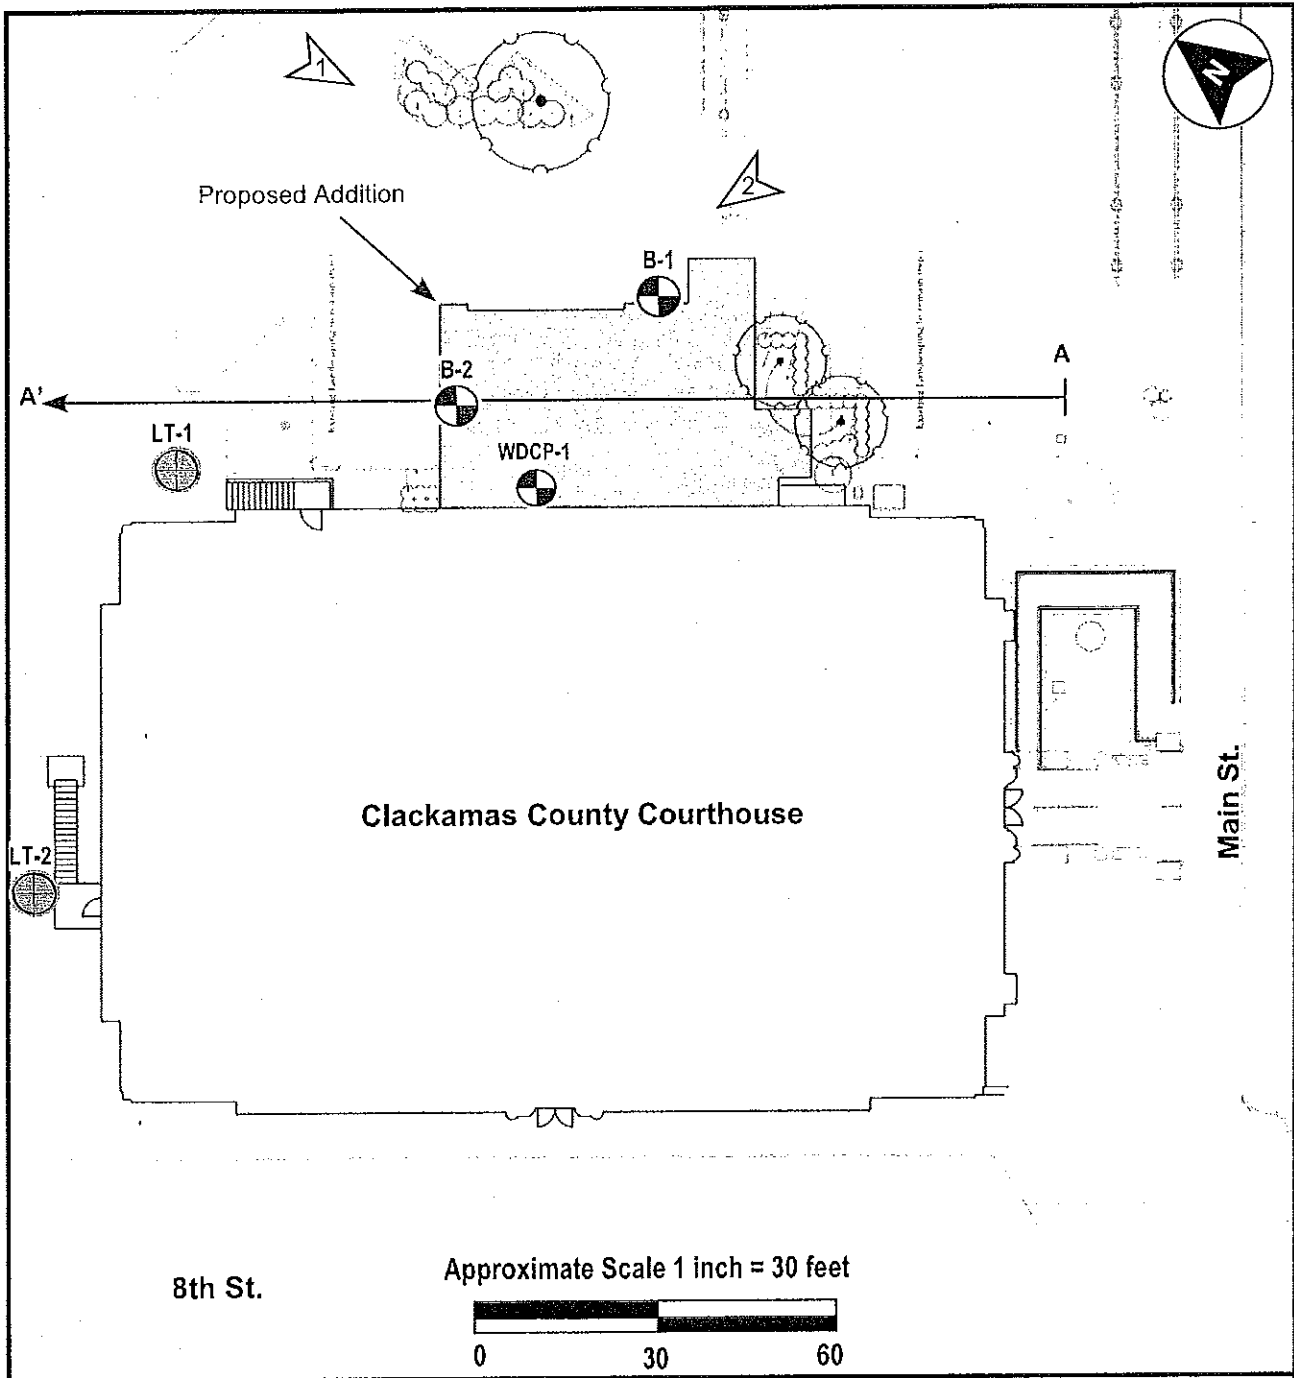 1
N
2
Proposed Addition
B-1
A
B-2
A'
LT-1
WDCP-1
Clackamas County Courthouse
Main St.
LT-2
Approximate Scale 1 inch = 30 feet
8th St.
0 30 60